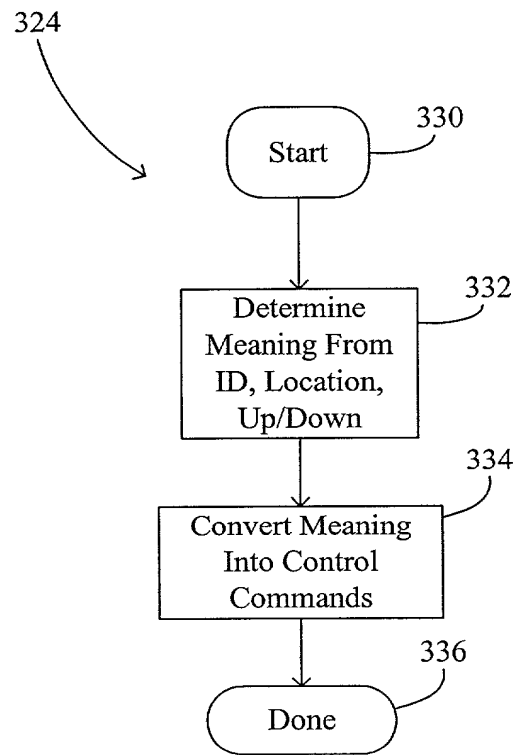 324
330
Start
332
Determine
Meaning From
ID, Location,
Up/Down
334
Convert Meaning
Into Control
Commands
336
Done